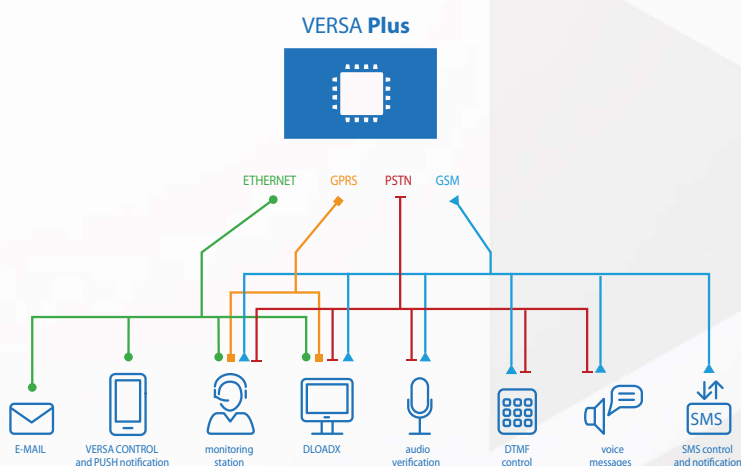 VERSA Plus
ETHERNET GPRS PSTN GSM
SMS
E-MAIL
VERSA CONTROL
and PUSH notification
monitoring
station
DLOADX
audio
verification
DTMF
control
voice
messages
SMS control
and notification